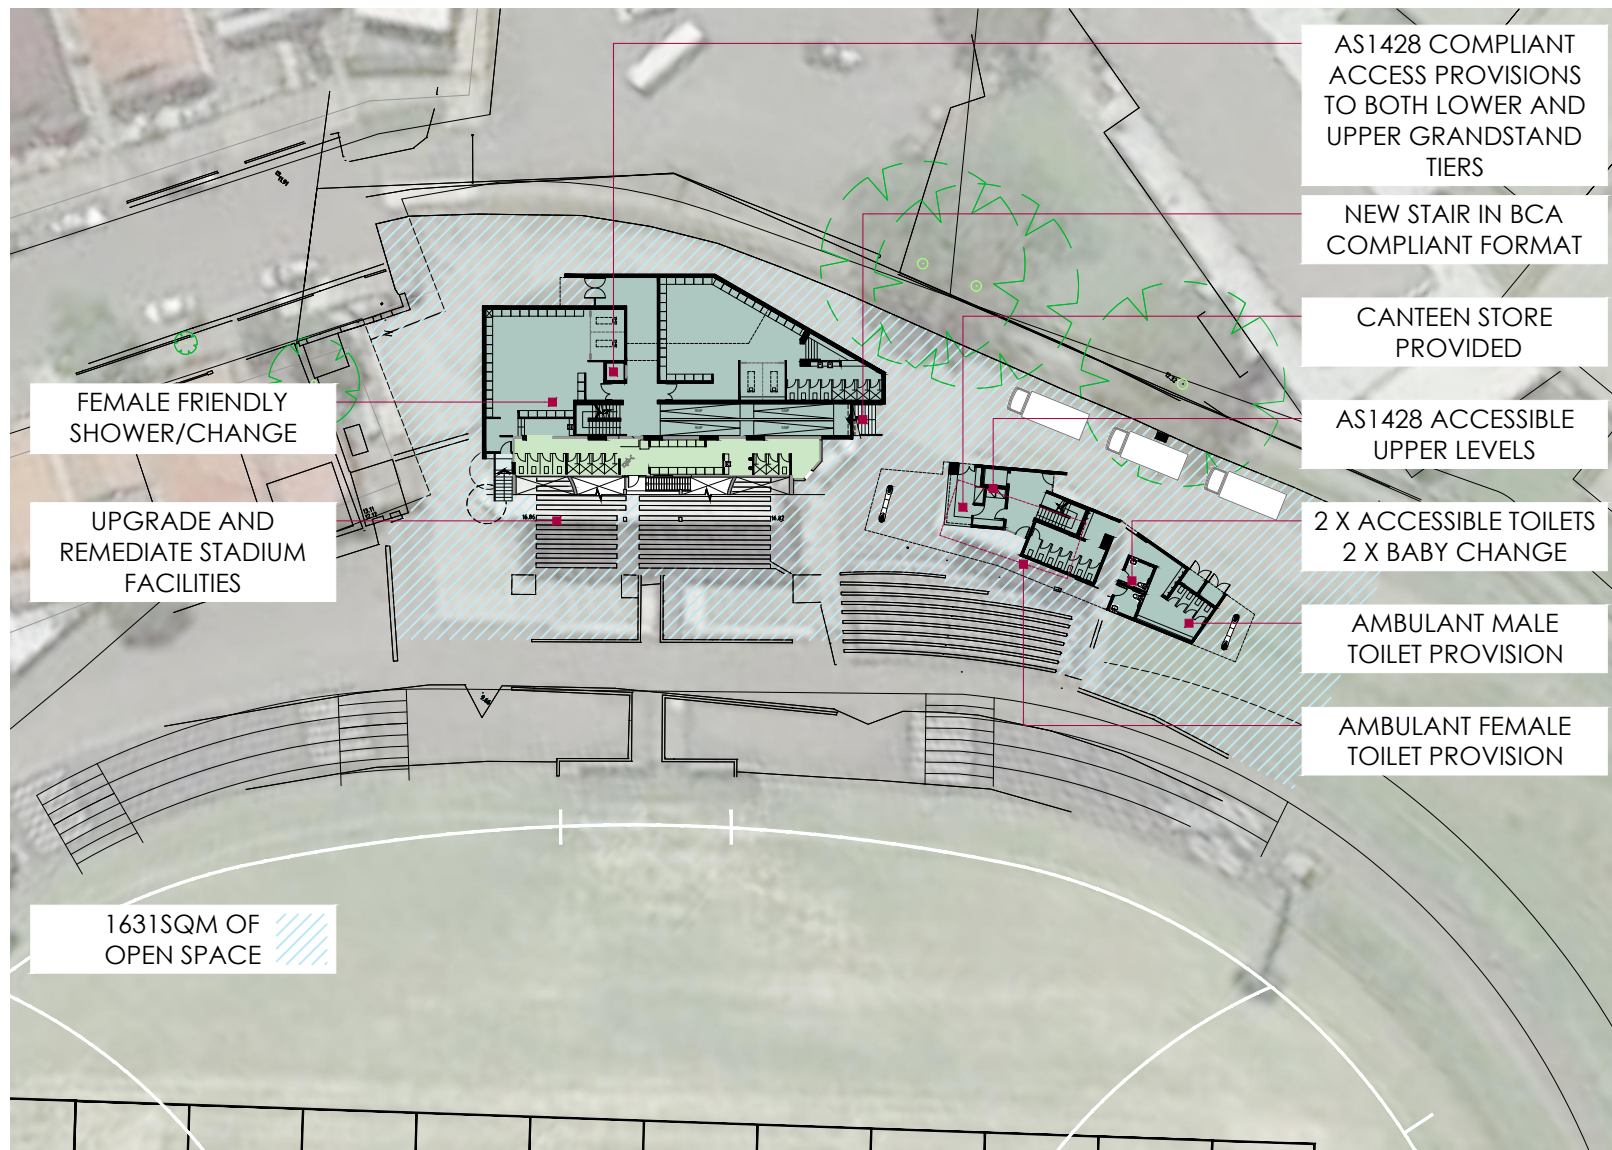 AS1428 COMPLIANT
ACCESS PROVISIONS
TO BOTH LOWER AND
UPPER GRANDSTAND
TIERS
NEW STAIR IN BCA
COMPLIANT FORMAT
CANTEEN STORE
PROVIDED
AS1428 ACCESSIBLE
UPPER LEVELS
2 X ACCESSIBLE TOILETS
2 X BABY CHANGE
AMBULANT MALE
TOILET PROVISION
AMBULANT FEMALE
TOILET PROVISION
FEMALE FRIENDLY
SHOWER/CHANGE
UPGRADE AND
REMEDIATE STADIUM
FACILITIES
1631SQM OF
OPEN SPACE
16.82